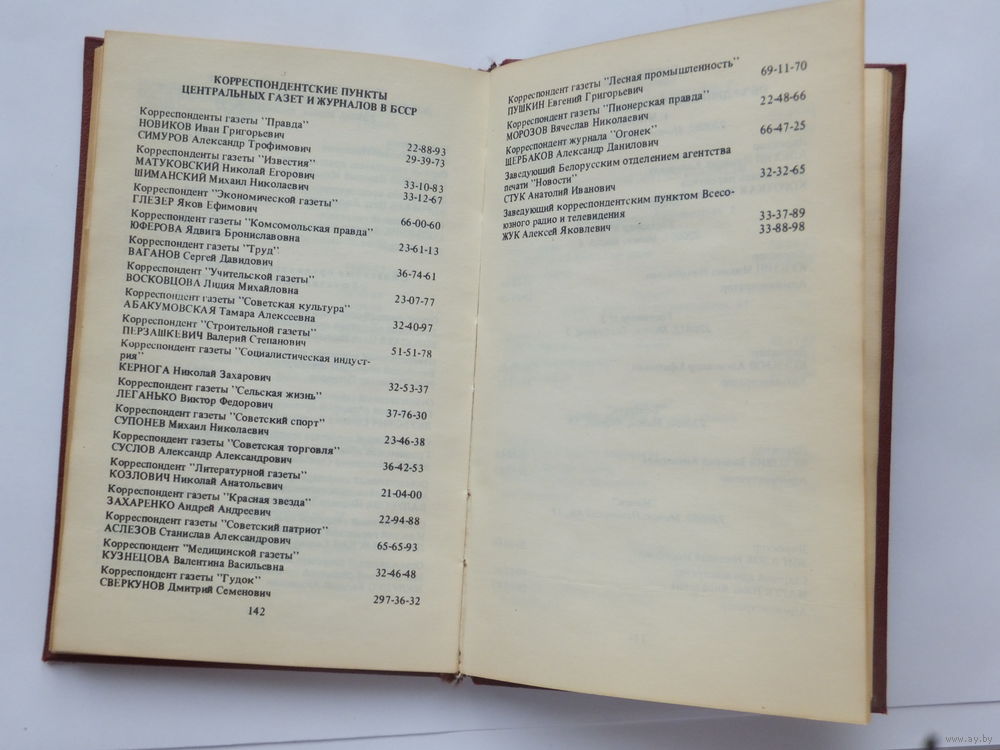 КОРРЕСПОНДЕНТСКИЕ ПУНКТЫ
ЦЕНТРАЛЬНЫХ ГАЗЕТ И ЖУРНАЛОВ В БССР
Корреспонденты газеты "Правда"
НОВИКОВ Иван Григорьевич 22-88-93
СИМУРОВ Александр Трофимович 29-39-73
Корреспонденты газеты "Известия"
МАТУКОВСКИЙ Николай Егорович 33-10-83
ШИМАНСКИЙ Михаил Николаевич 33-12-67
Корреспондент "Экономической газеты"
ГЛЕЗЕР Яков Ефимович 66-00-60
Корреспондент газеты "Комсомольская правда"
ЮФЕРОВА Ядвига Брониславовна 23-61-13
Корреспондент газеты "Труд"
ВАГАНОВ Сергей Давидович 36-74-61
Корреспондент "Учительской газеты"
ВОСКОВЦОВА Лидия Михайловна 23-07-77
Корреспондент газеты "Советская культура"
АБАКУМОВСКАЯ Тамара Алексеевна 32-40-97
Корреспондент "Строительной газеты"
ПЕРЗАШКЕВИЧ Валерий Степанович 51-51-78
Корреспондент газеты "Социалистическая индуст-
рия"
КЕРНОГА Николай Захарович 32-53-37
Корреспондент газеты "Сельская жизнь"
ЛЕГАНЬКО Виктор Федорович 37-76-30
Корреспондент газеты "Советский спорт"
СУПОНЕВ Михаил Николаевич 23-46-38
Корреспондент газеты "Советская торговля"
СУСЛОВ Александр Александрович 36-42-53
Корреспондент "Литературной газеты"
КОЗЛОВИЧ Николай Анатольевич 21-04-00
Корреспондент газеты "Красная звезда"
ЗАХАРЕНКО Андрей Андреевич 22-94-88
Корреспондент газеты "Советский патриот"
АСЛЕЗОВ Станислав Александрович 65-65-93
Корреспондент "Медицинской газеты"
КУЗНЕЦОВА Валентина Васильевна 32-46-48
Корреспондент газеты "Гудок"
СВЕРКУНОВ Дмитрий Семенович 297-36-32
142
Корреспондент газеты "Лесная промышленность"
ПУШКИН Евгений Григорьевич 69-11-70
Корреспондент газеты "Пионерская правда"
МОРОЗОВ Вячеслав Николаевич 22-48-66
Корреспондент журнала "Огонек"
ЩЕРБАКОВ Александр Данилович 66-47-25
Заведующий Белорусским отделением агентства
печати "Новости"
СТУК Анатолий Иванович 32-32-65
Заведующий корреспондентским пунктом Всесо-
юзного радио и телевидения 33-37-89
ЖУК Алексей Яковлевич 33-88-98
www.ay.by